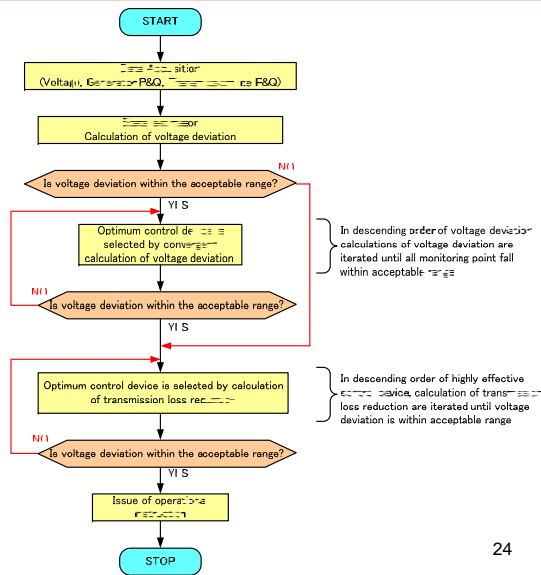 START
(Voltage, Generator P&Q,
Calculation of voltage deviation
NO
Is voltage deviation within the acceptable range?
YES
Optimum control
selected by
calculation of voltage deviation
In descending order of voltage deviation
calculations of voltage deviation are
iterated until all monitoring point fall
within acceptable
NO
Is voltage deviation within the acceptable range?
YES
Optimum control device is selected by calculation
of transmission loss
In descending order of highly effective
device, calculation of
loss reduction are iterated until voltage
deviation is within acceptable range
NO
Is voltage deviation within the acceptable range?
YES
Issue of
STOP
24